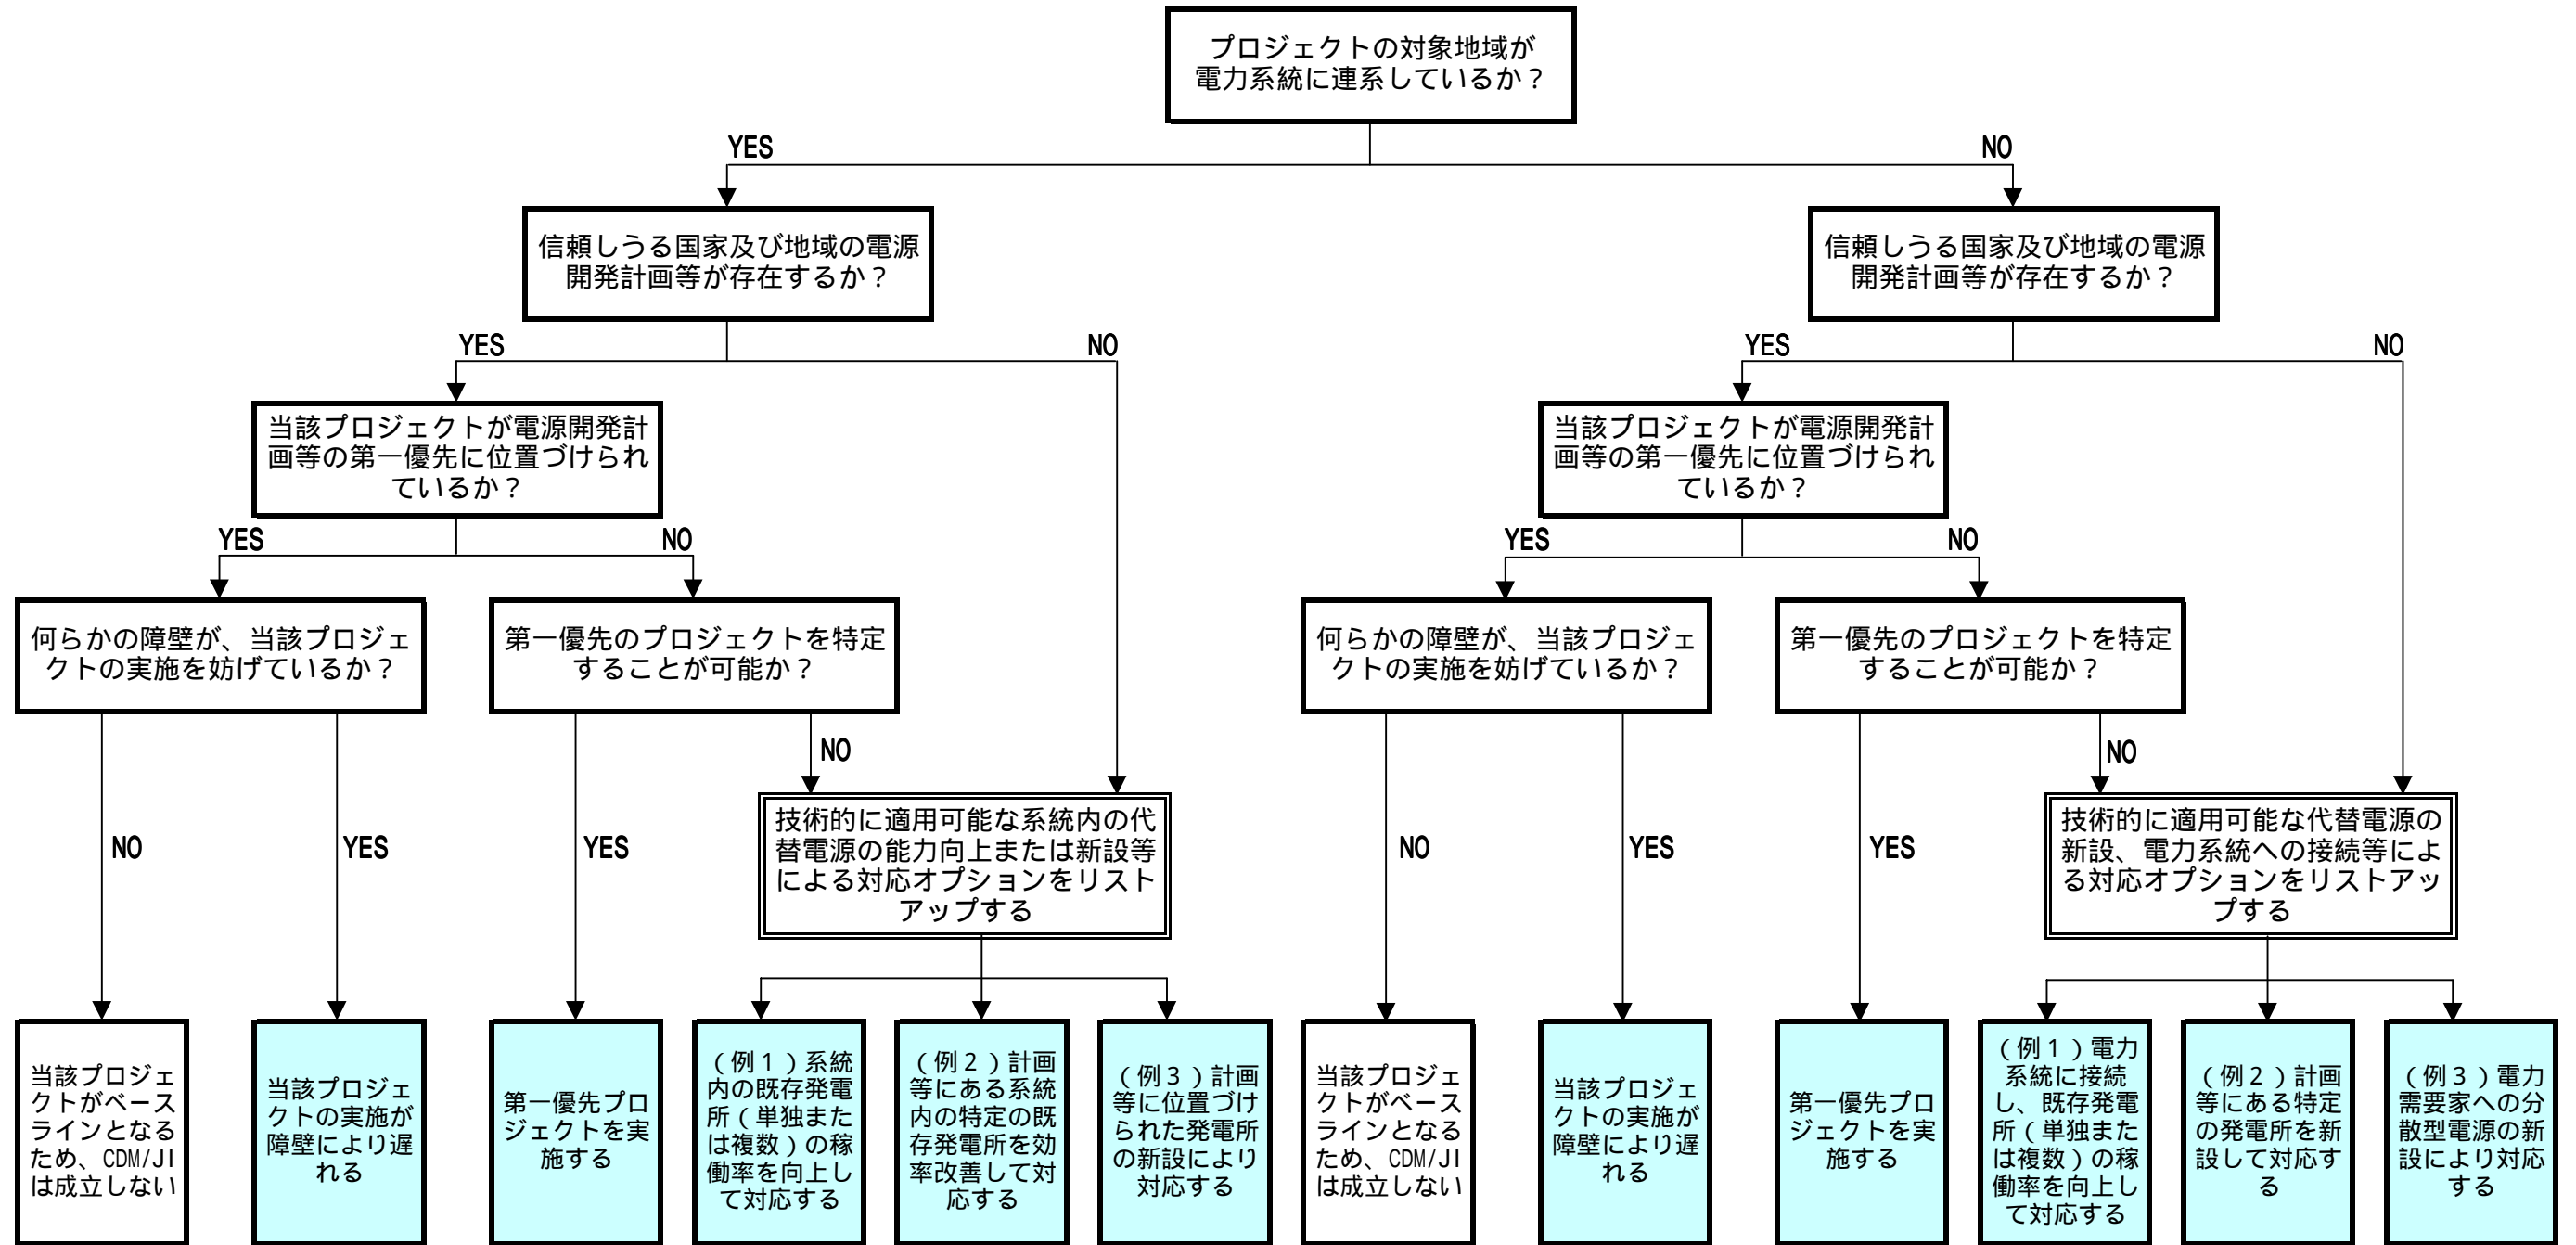 プロジェクトの対象地域が
電力系統に連系しているか？
YES
NO
信頼しうる国家及び地域の電源
開発計画等が存在するか？
信頼しうる国家及び地域の電源
開発計画等が存在するか？
YES
NO
YES
NO
当該プロジェクトが電源開発計
画等の第一優先に位置づけられ
ているか？
当該プロジェクトが電源開発計
画等の第一優先に位置づけられ
ているか？
YES
NO
YES
NO
何らかの障壁が、当該プロジェ
クトの実施を妨げているか？
第一優先のプロジェクトを特定
することが可能か？
何らかの障壁が、当該プロジェ
クトの実施を妨げているか？
第一優先のプロジェクトを特定
することが可能か？
NO
NO
技術的に適用可能な系統内の代
替電源の能力向上または新設等
による対応オプションをリスト
アップする
技術的に適用可能な代替電源の
新設、電力系統への接続等によ
る対応オプションをリストアッ
プする
NO
YES
YES
NO
YES
YES
当該プロジェ
クトがベース
ラインとなる
ため、CDM/JI
は成立しない
当該プロジェ
クトの実施が
障壁により遅
れる
第一優先プロ
ジェクトを実
施する
（例１）系統
内の既存発電
所（単独また
は複数）の稼
働率を向上し
て対応する
（例２）計画
等にある系統
内の特定の既
存発電所を効
率改善して対
応する
（例３）計画
等に位置づけ
られた発電所
の新設により
対応する
当該プロジェ
クトがベース
ラインとなる
ため、CDM/JI
は成立しない
当該プロジェ
クトの実施が
障壁により遅
れる
第一優先プロ
ジェクトを実
施する
（例１）電力
系統に接続
し、既存発電
所（単独また
は複数）の稼
働率を向上し
て対応する
（例２）計画
等にある特定
の発電所を新
設して対応す
る
（例３）電力
需要家への分
散型電源の新
設により対応
する